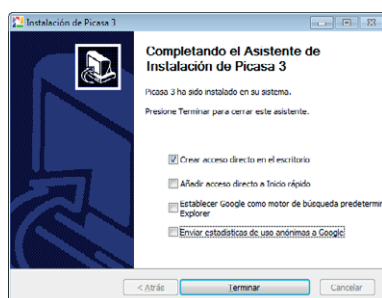 Instalación de Picasa 3
Completando el Asistente de
Instalación de Picasa 3
Picasa 3 ha sido instalado en su sistema.
Presione Terminar para cerrar este asistente.
Crear acceso directo en el escritorio
Añadir acceso directo a Inicio rápido
Establecer Google como motor de búsqueda predetermin
Explorer
Enviar estadísticas de uso anónimas a Google
< Atrás
Terminar
Cancelar